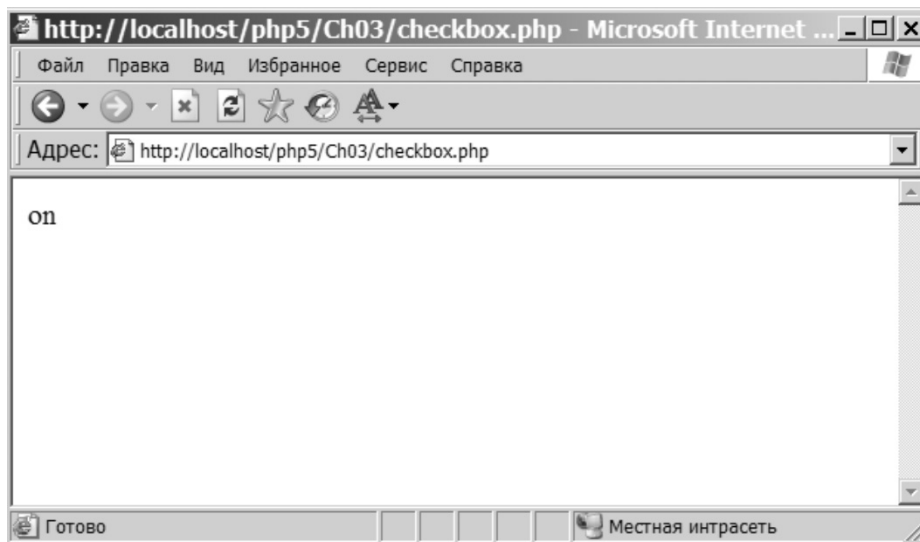 http://localhost/php5/Ch03/checkbox.php - Microsoft Internet ...
Файл Правка Вид Избранное Сервис Справка
Адрес: http://localhost/php5/Ch03/checkbox.php
on
Готово Местная интрасеть